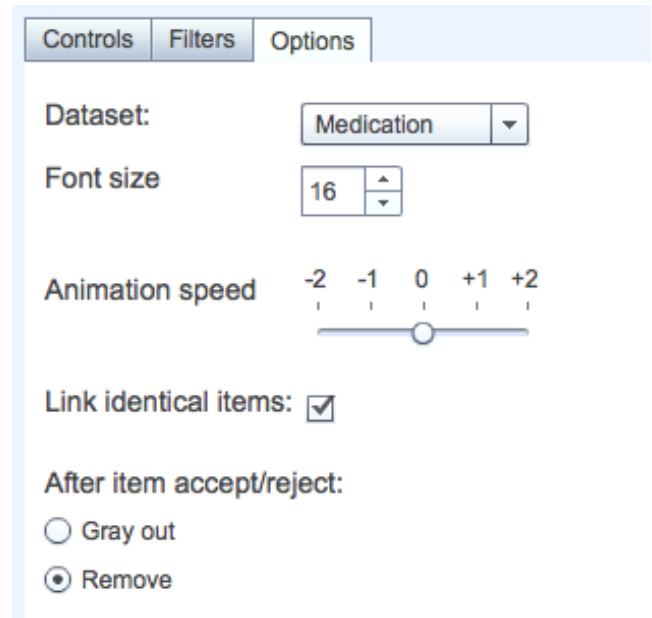 Controls Filters Options
Dataset: Medication
Font size 16
-2 -1 0 +1 +2
Animation speed
Link identical items:
After item accept/reject:
Gray out
Remove